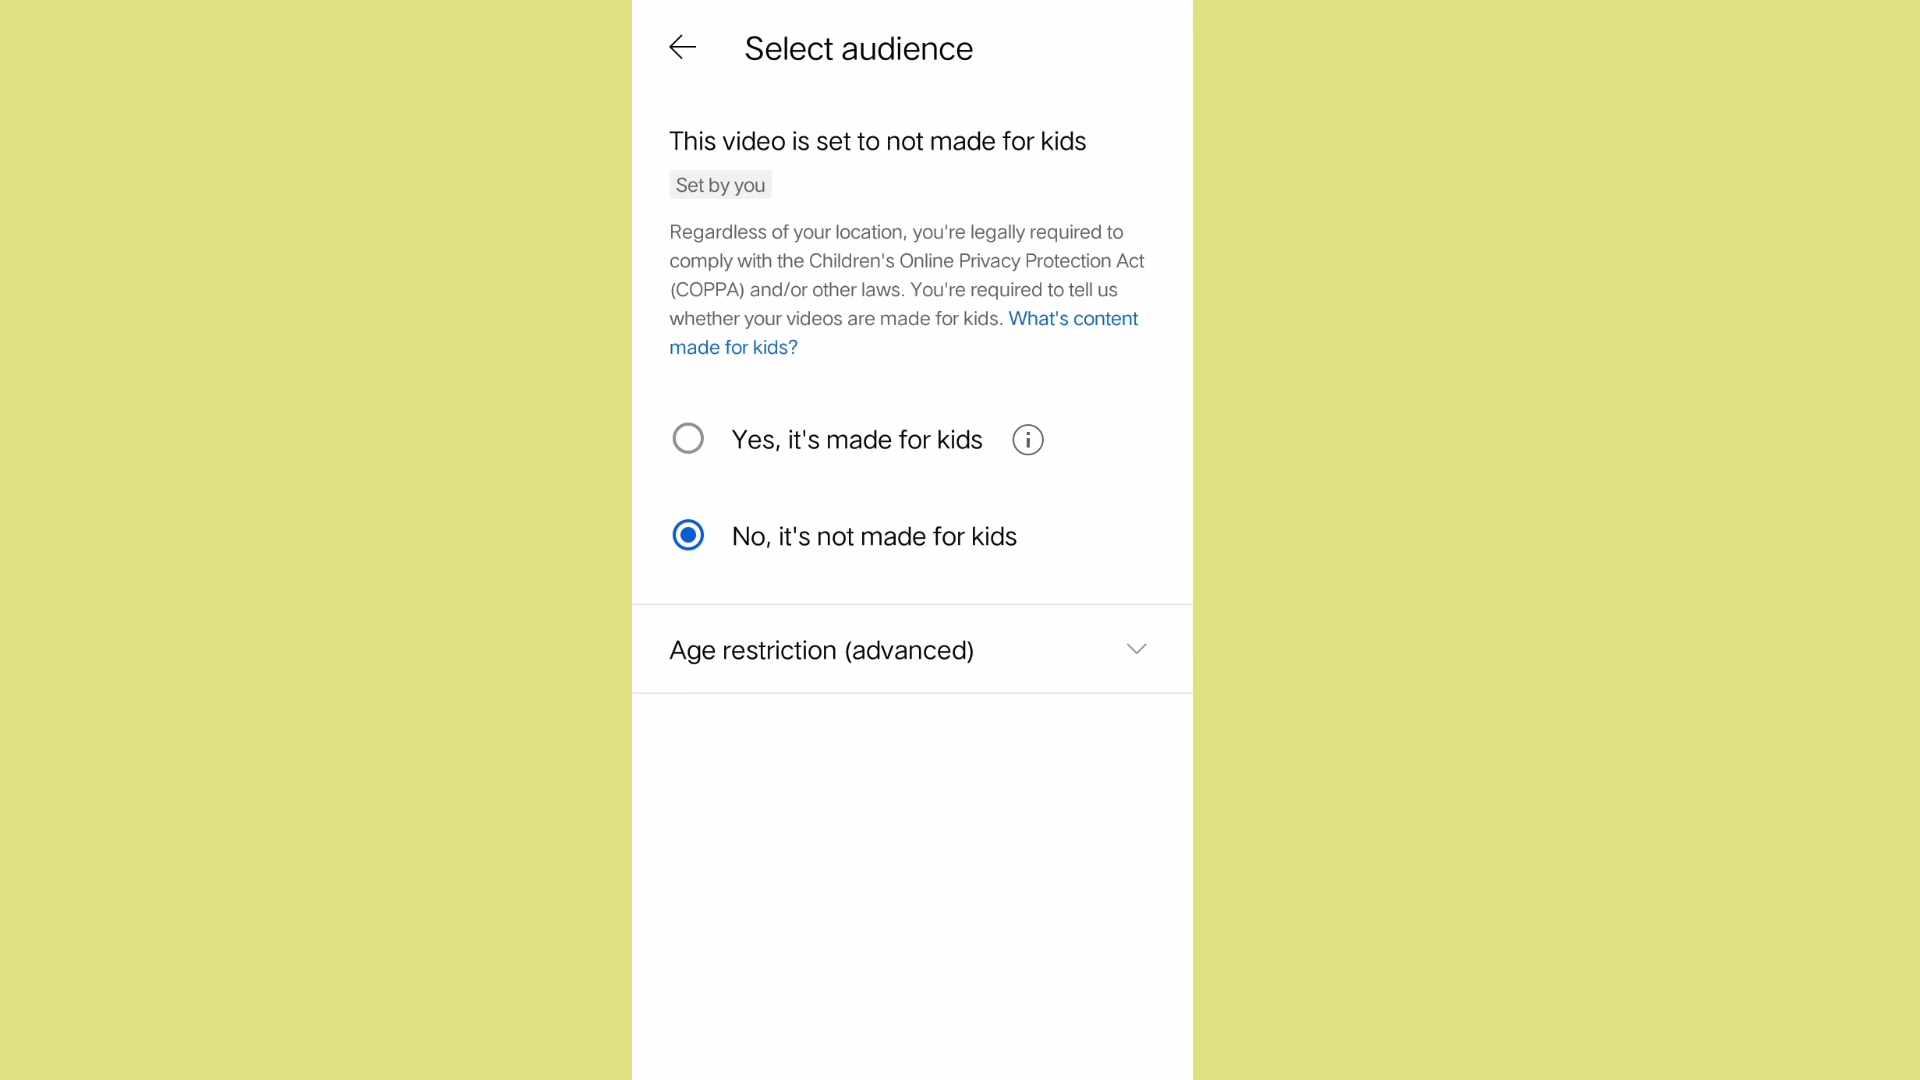 Select audience
This video is set to not made for kids
Set by you
Regardless of your location, you're legally required to
comply with the Children's Online Privacy Protection Act
(COPPA) and/or other laws. You're required to tell us
whether your videos are made for kids. What's content
made for kids?
Yes, it's made for kids
No, it's not made for kids
Age restriction (advanced)